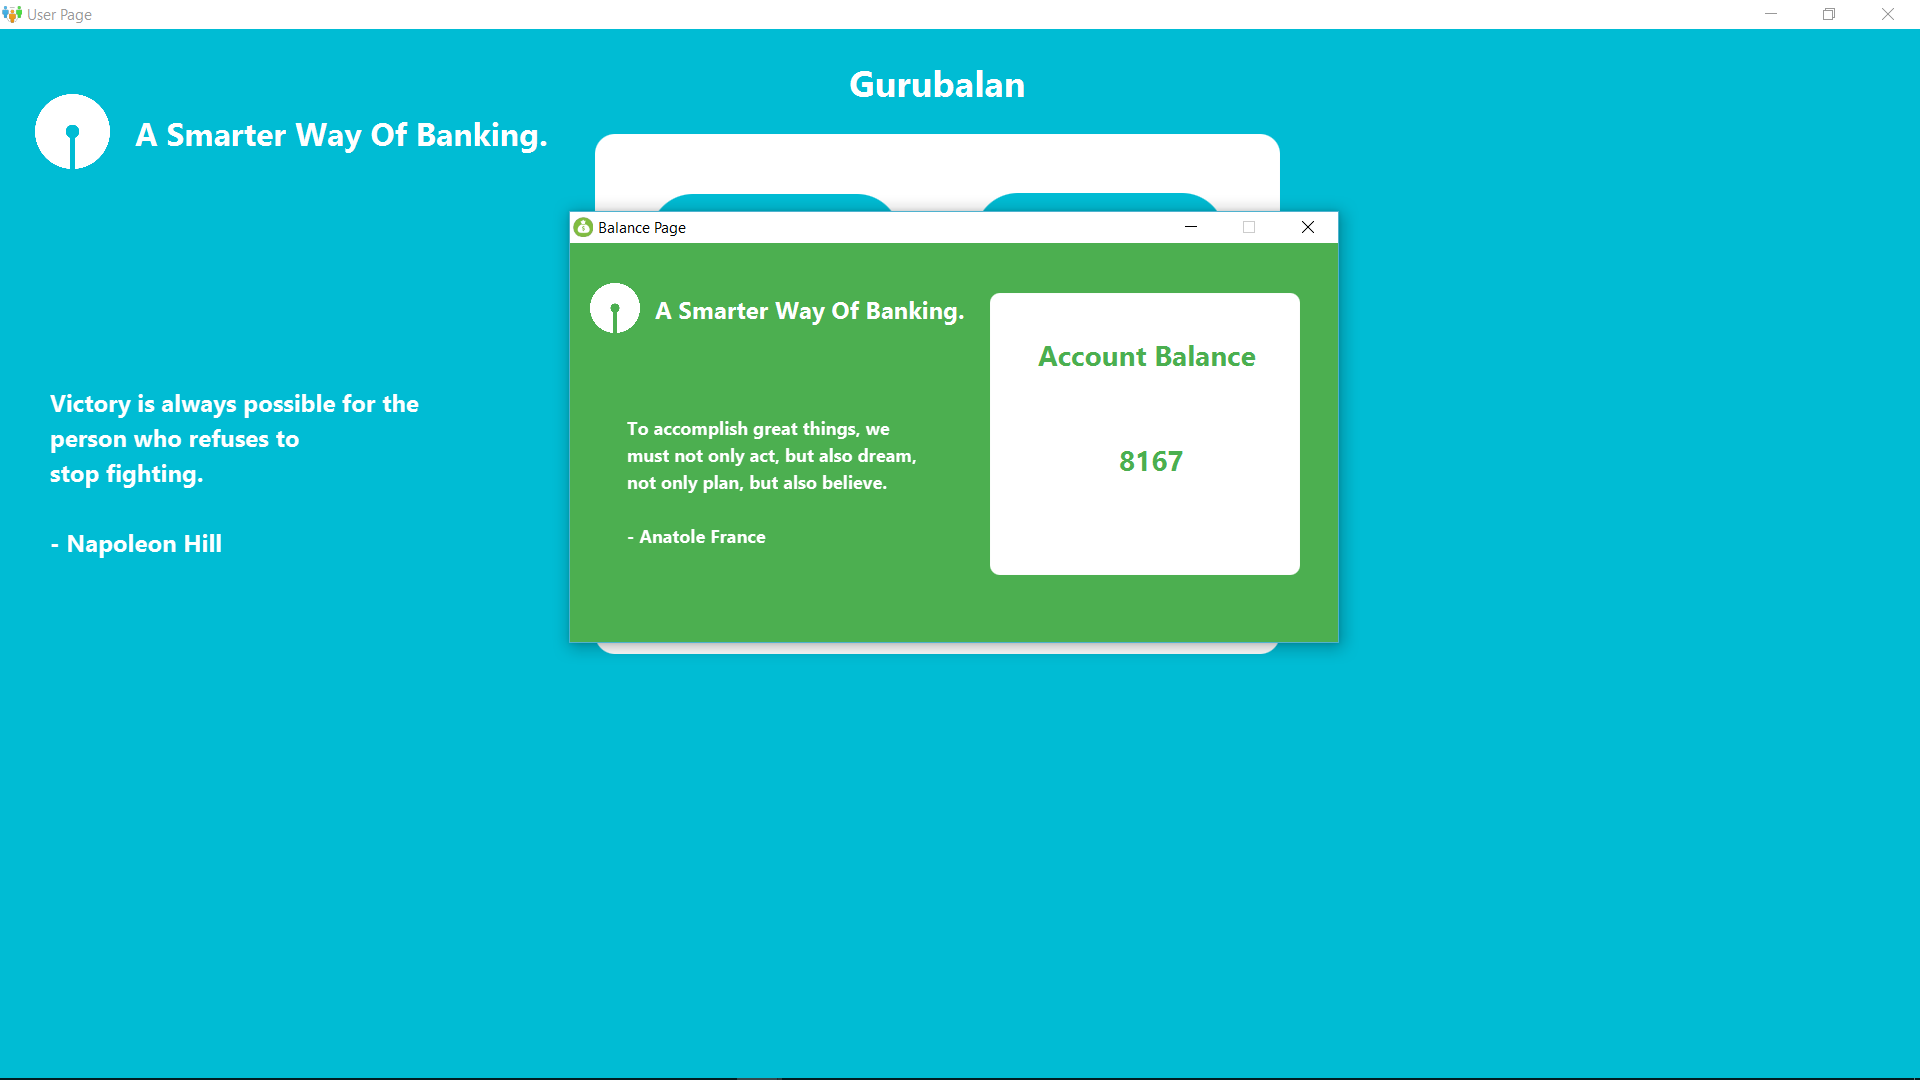 User Page
Gurubalan
A Smarter Way Of Banking.
Victory is always possible for the
person who refuses to
stop fighting.
- Napoleon Hill
Balance Page
A Smarter Way Of Banking.
To accomplish great things, we
must not only act, but also dream,
not only plan, but also believe.
- Anatole France
Account Balance
8167